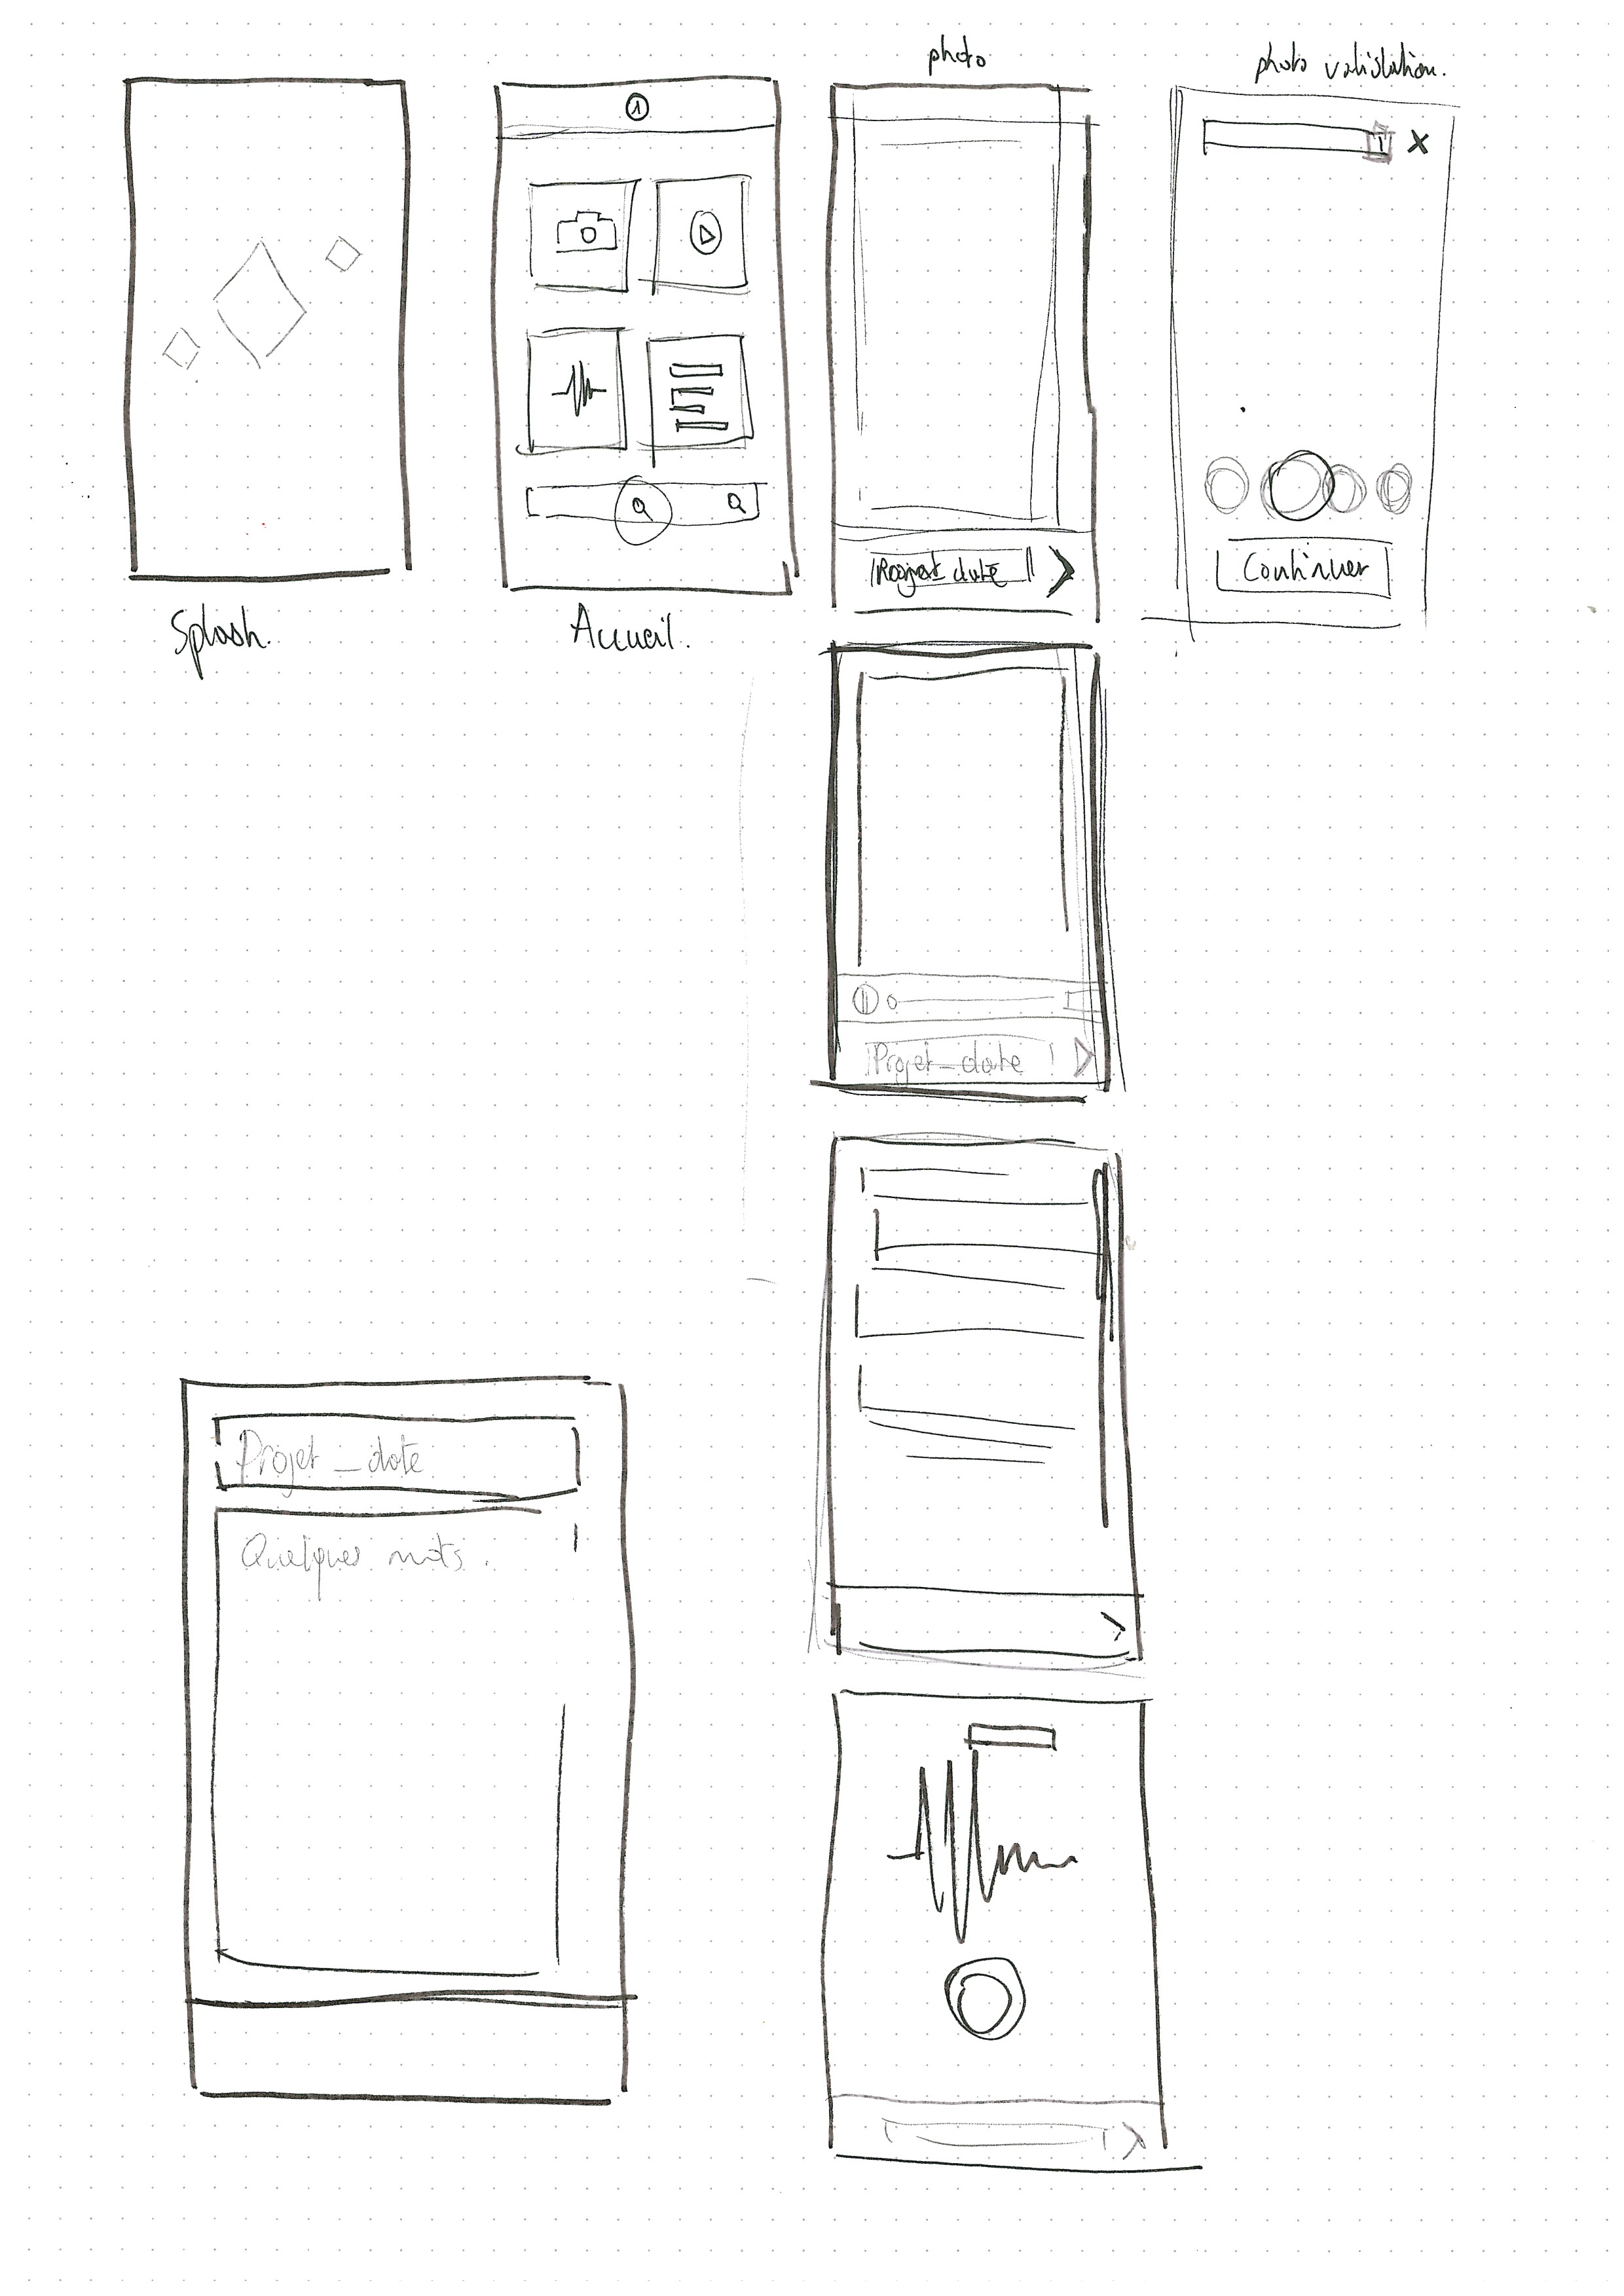 photo
photo validation.
Projet_date
Continuer
Splash.
Accueil.
Projet_date
Projet_date
Quelques mots.